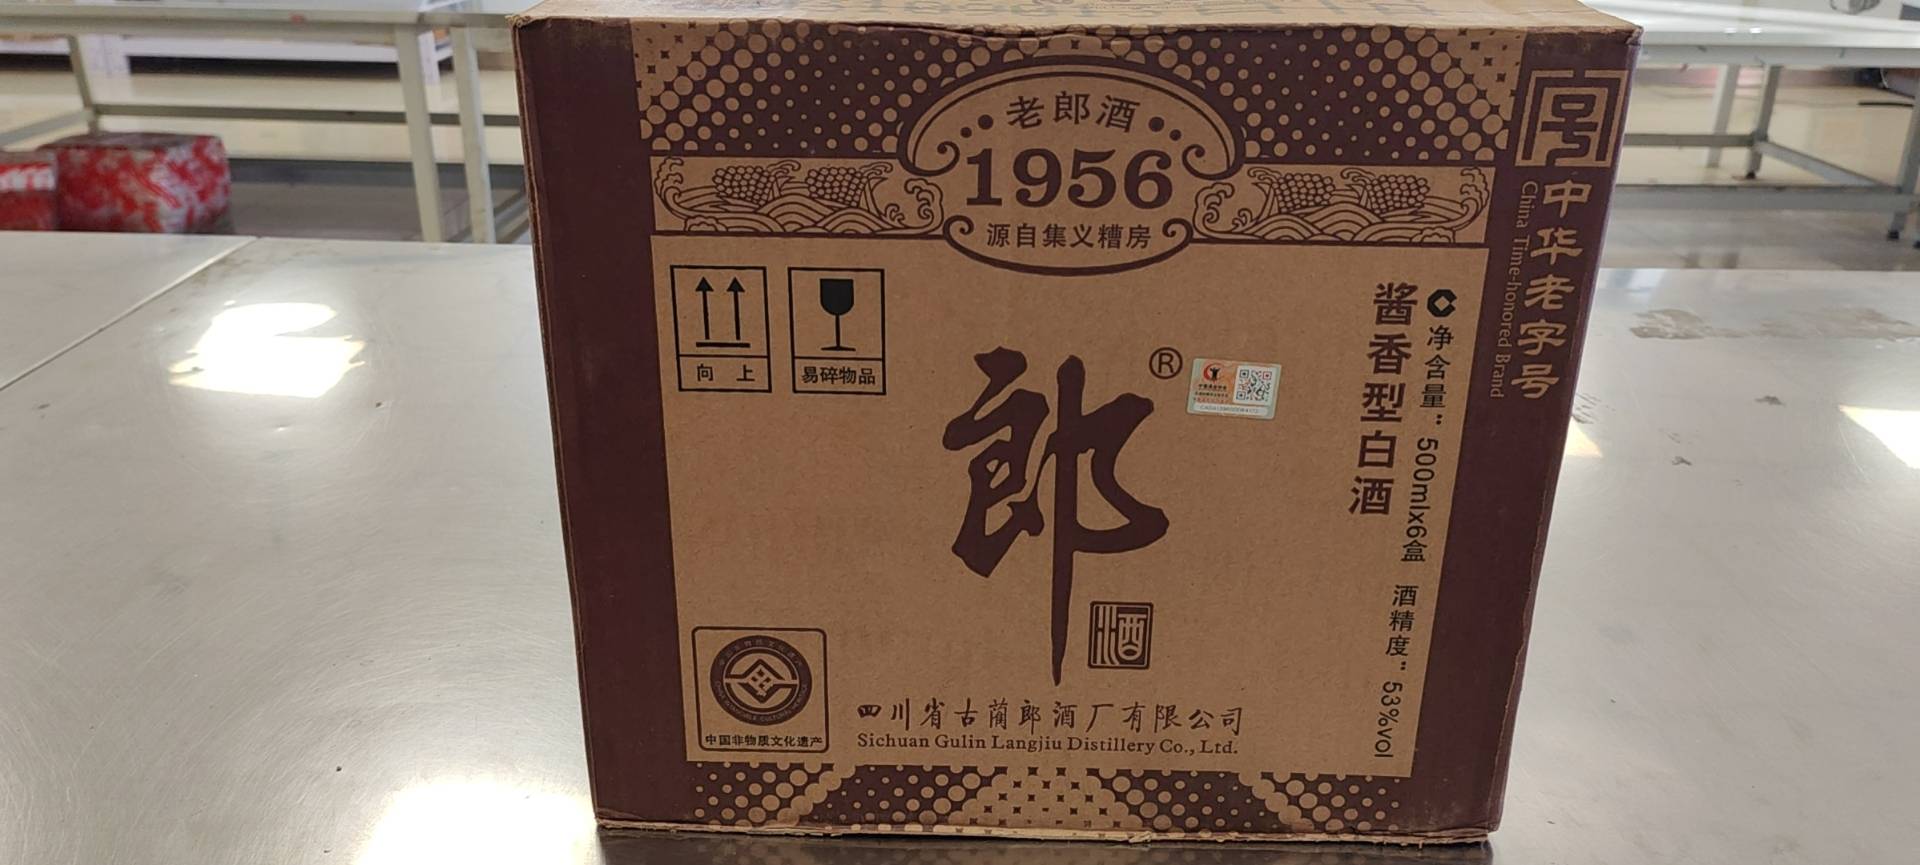 老郎酒
1956
源自集义糟房
向 上
易碎物品
郎
®
酒
酱香型白酒
净含量：500mlx6盒 酒精度：53%vol
号
中华老字号
China Time-honored Brand
中国非物质文化遗产
四川省古蔺郎酒厂有限公司
Sichuan Gulin Langjiu Distillery Co., Ltd.